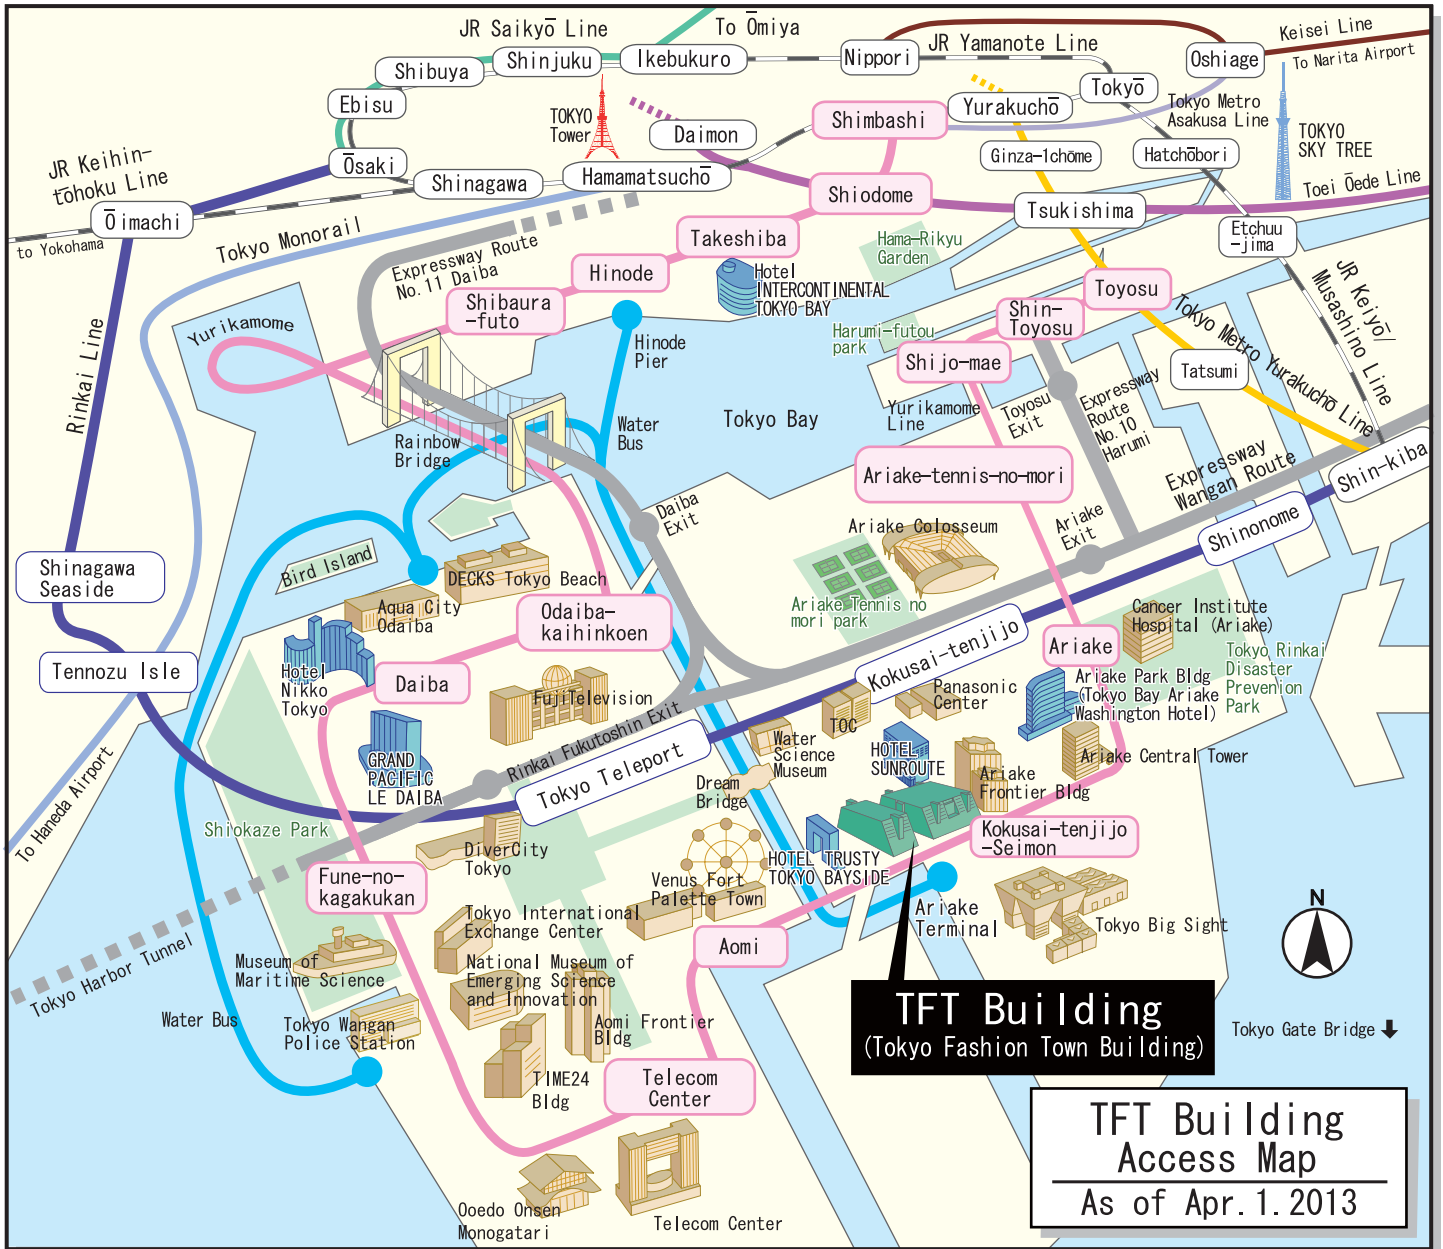 JR Saikyō Line
To Ōmiya
Keisei Line
To Narita Airport
Shibuya
Shinjuku
Ikebukuro
Nippori
JR Yamanote Line
Oshiage
Ebisu
TOKYO
Tower
Daimon
Shimbashi
Yurakuchō
Tokyō
Tokyo Metro
Asakusa Line
TOKYO
SKY TREE
JR Keihin-
tōhoku Line
Ōsaki
Shinagawa
Hamamatsuchō
Shiodome
Ginza-1chōme
Hatchōbori
Toei Ōede Line
Ōimachi
to Yokohama
Tokyo Monorail
Expressway Route
No.11 Daiba
Takeshiba
Hinode
Shibaura
-futo
Hotel
INTERCONTINENTAL
TOKYO BAY
Hama-Rikyu
Garden
Tsukishima
Etchuu
-jima
JR Keiyō/
Musashino Line
Toyosu
Shin-
Toyosu
Harumi-futou
park
Shijo-mae
Tokyo Metro Yurakuchō Line
Tatsumi
Yurikamome
Rinkai Line
Hinode
Pier
Tokyo Bay
Yurikamome
Line
Toyosu
Exit
Expressway
Route
No.10
Harumi
Rainbow
Bridge
Water
Bus
Ariake-tennis-no-mori
Expressway
Wangan Route
Shin-kiba
Daiba
Exit
Ariake Colosseum
Ariake
Exit
Shinonome
Bird Island
DECKS Tokyo Beach
Aqua City
Odaiba
Odaiba-
kaihinkoen
Ariake Tennis no
mori park
Kokusai-tenjijo
Ariake
Cancer Institute
Hospital (Ariake)
Tokyo Rinkai
Disaster
Prevenion
Park
Shinagawa
Seaside
Tennozu Isle
Hotel
Nikko
Tokyo
Daiba
FujiTelevision
GRAND
PACIFIC
LE DAIBA
Rinkai Fukutoshin Exit
Tokyo Teleport
Water
Science
Museum
TOC
Panasonic
Center
HOTEL
SUNROUTE
Ariake Park Bldg
(Tokyo Bay Ariake
Washington Hotel)
Ariake Central Tower
Ariake
Frontier Bldg
Dream
Bridge
To Haneda Airport
Shiokaze Park
DiverCity
Tokyo
Venus Fort
Palette Town
HOTEL TRUSTY
TOKYO BAYSIDE
Kokusai-tenjijo
-Seimon
Fune-no-
kagakukan
Tokyo International
Exchange Center
Aomi
Ariake
Terminal
Tokyo Big Sight
Tokyo Harbor Tunnel
Museum of
Maritime Science
National Museum of
Emerging Science
and Innovation
Water Bus
Tokyo Wangan
Police Station
Aomi Frontier
Bldg
TIME24
Bldg
Telecom
Center
Ooedo Onsen
Monogatari
Telecom Center
TFT Building
(Tokyo Fashion Town Building)
N
Tokyo Gate Bridge
TFT Building
Access Map
As of Apr.1.2013